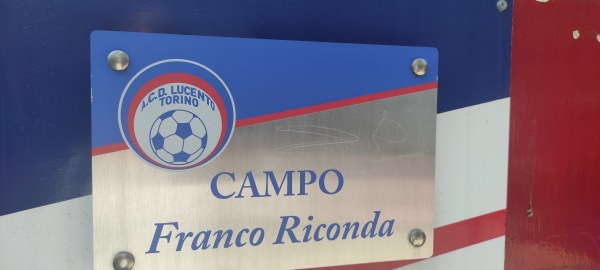 A.C.D. LUCENTO
TORINO
CAMPO
Franco Riconda